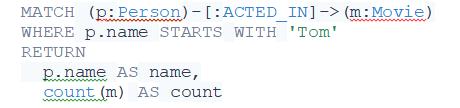 MATCH (p:Person)-[:ACTED_IN]->(m:Movie)
WHERE p.name STARTS WITH 'Tom'
RETURN
  p.name AS name,
  count(m) AS count